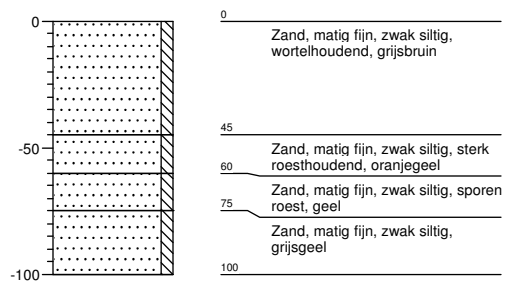 0
-50
-100
0
Zand, matig fijn, zwak siltig,
wortelhoudend, grijsbruin
45
Zand, matig fijn, zwak siltig, sterk
roesthoudend, oranjegeel
60
Zand, matig fijn, zwak siltig, sporen
roest, geel
75
Zand, matig fijn, zwak siltig,
grijsgeel
100